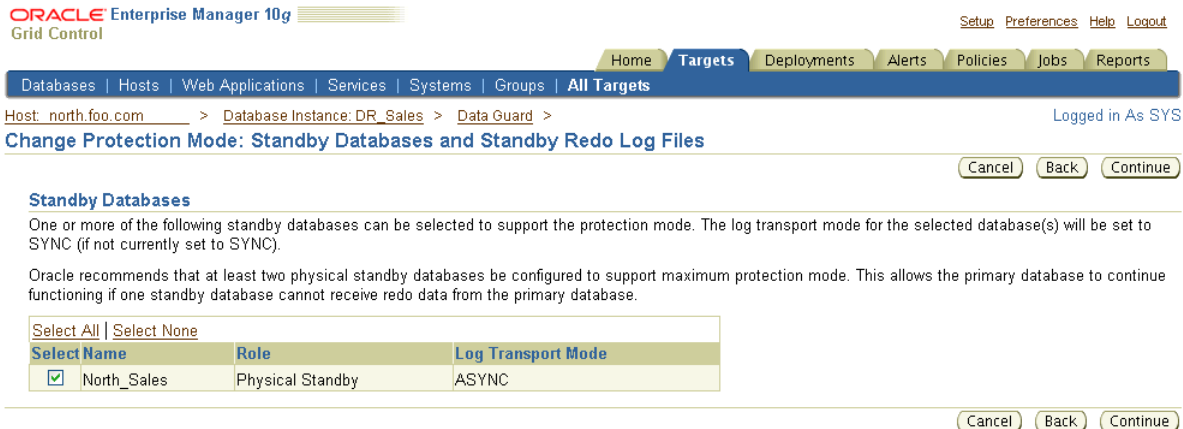 ORACLE Enterprise Manager 10g
Grid Control
Setup Preferences Help Logout
Home Targets Deployments Alerts Policies Jobs Reports
Databases | Hosts | Web Applications | Services | Systems | Groups | All Targets
Host: north.foo.com > Database Instance: DR_Sales > Data Guard >
Logged in As SYS
Change Protection Mode: Standby Databases and Standby Redo Log Files
Cancel Back Continue
Standby Databases
One or more of the following standby databases can be selected to support the protection mode. The log transport mode for the selected database(s) will be set to
SYNC (if not currently set to SYNC).
Oracle recommends that at least two physical standby databases be configured to support maximum protection mode. This allows the primary database to continue
functioning if one standby database cannot receive redo data from the primary database.
Select All | Select None
Select Name Role Log Transport Mode
North_Sales Physical Standby ASYNC
Cancel Back Continue